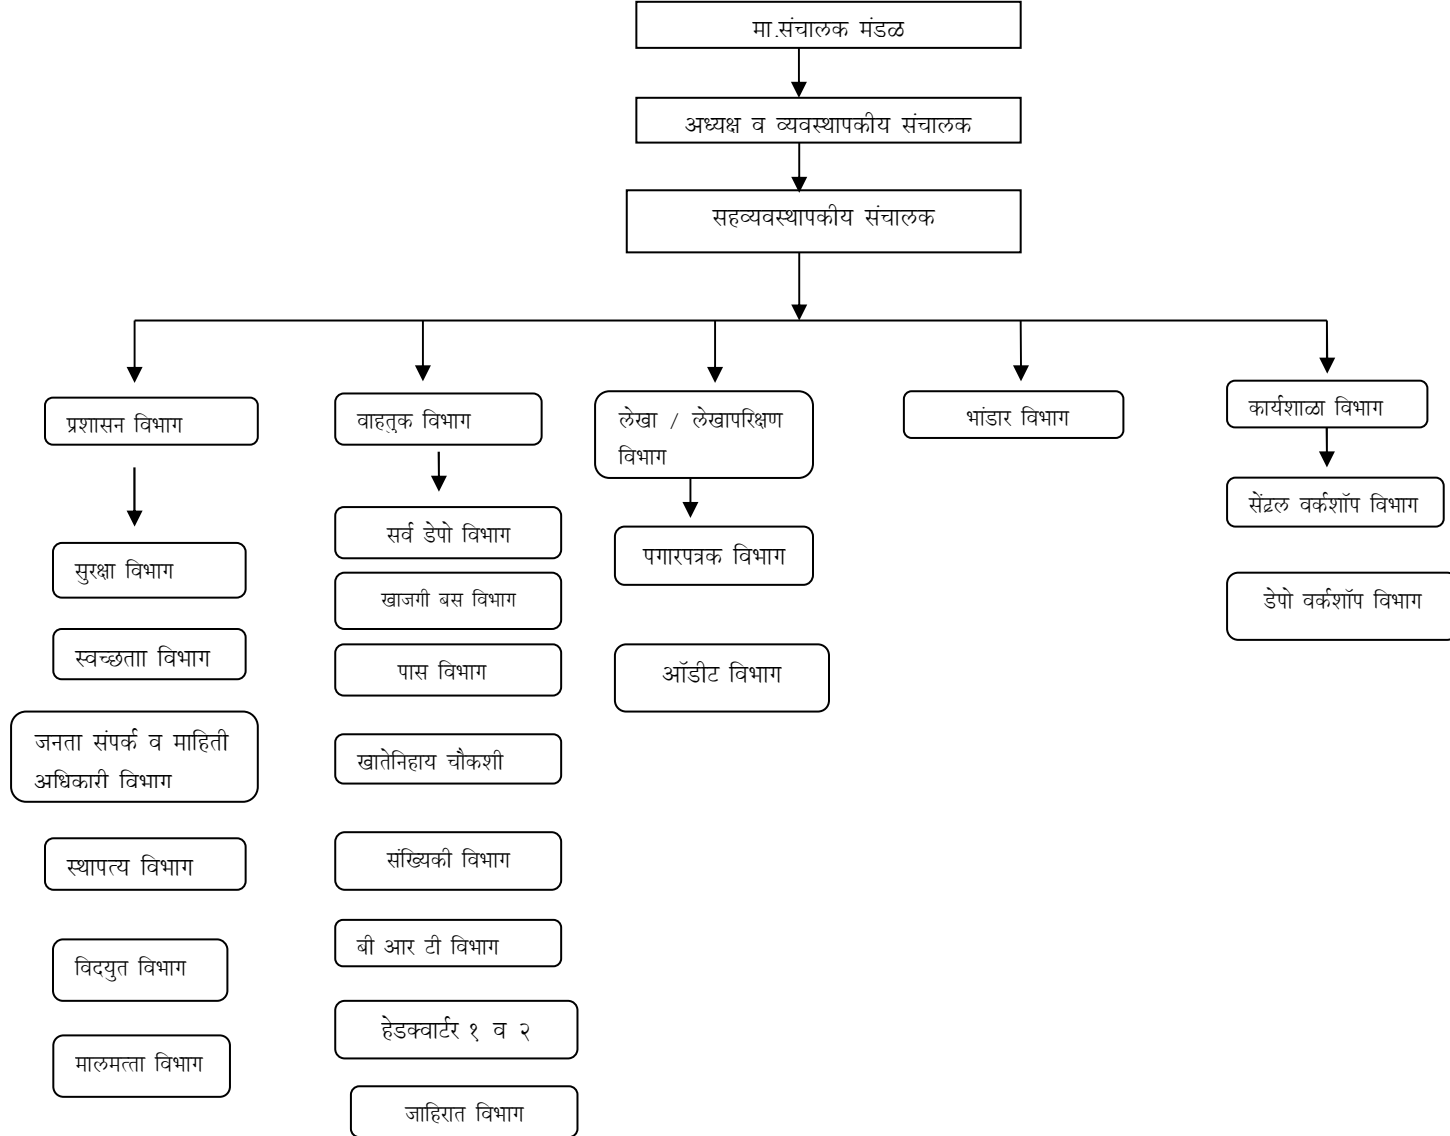 मा.संचालक मंडळ
अध्यक्ष व व्यवस्थापकीय संचालक
सहव्यवस्थापकीय संचालक
प्रशासन विभाग
सुरक्षा विभाग
स्वच्छताा विभाग
जनता संपर्क व माहिती
अधिकारी विभाग
स्थापत्य विभाग
विदयुत विभाग
मालमत्ता विभाग
वाहतुक विभाग
सर्व डेपो विभाग
खाजगी बस विभाग
पास विभाग
खातेनिहाय चौकशी
संख्यिकी विभाग
बी आर टी विभाग
हेडक्वार्टर १ व २
जाहिरात विभाग
लेखा / लेखापरिक्षण
विभाग
पगारपत्रक विभाग
ऑडीट विभाग
भांडार विभाग
कार्यशाळा विभाग
सेंट्रल वर्कशॉप विभाग
डेपो वर्कशॉप विभाग